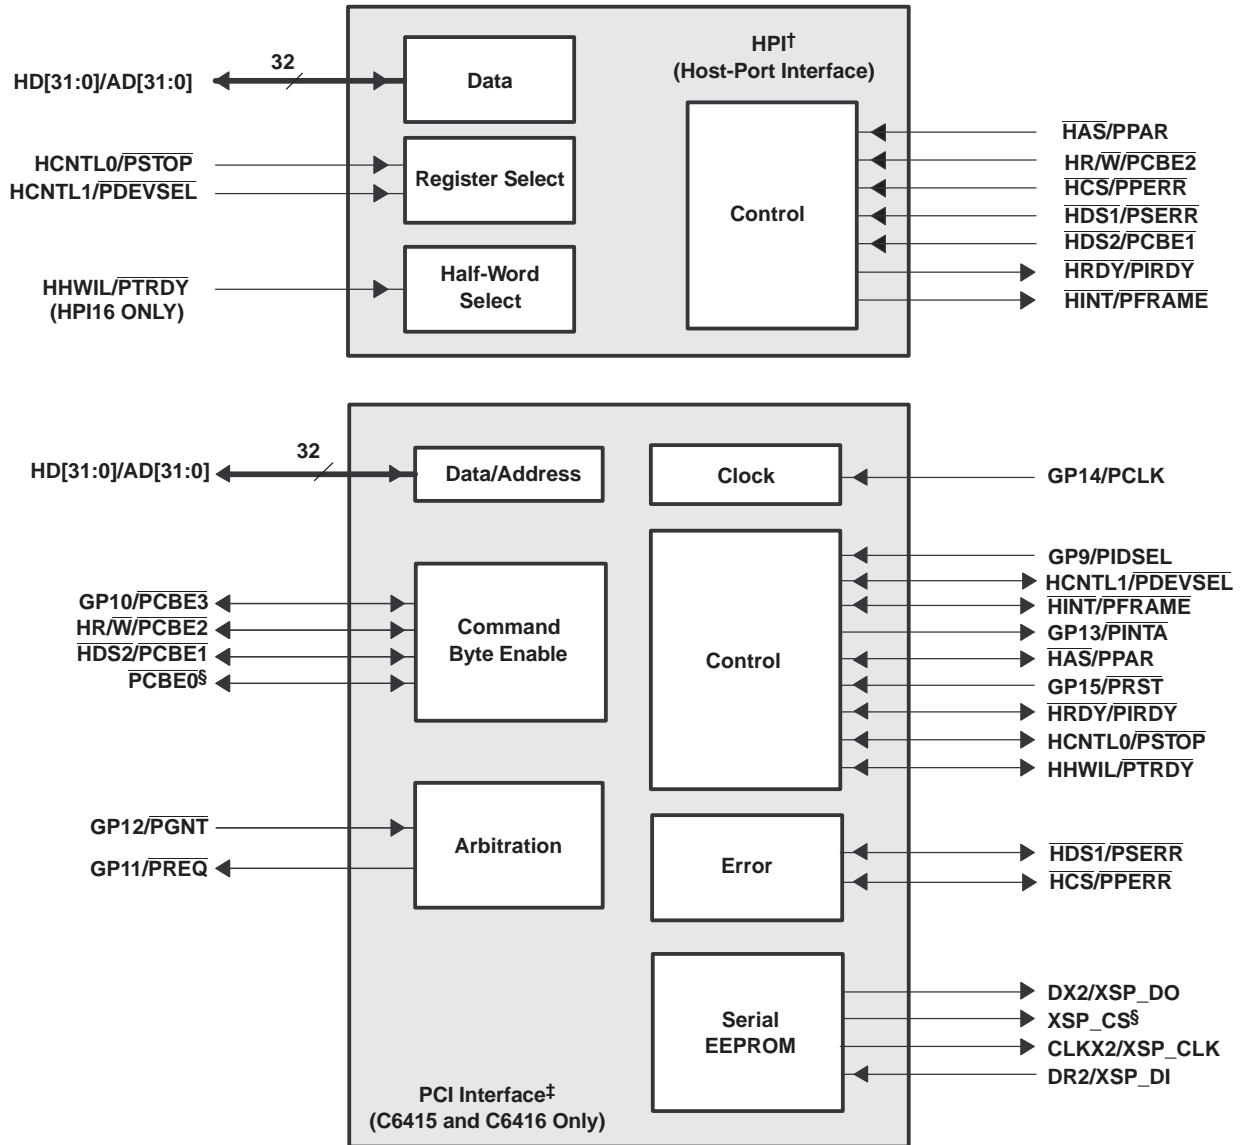 HPI†
(Host-Port Interface)
32
HD[31:0]/AD[31:0]
Data
HCNTL0/PSTOP
HCNTL1/PDEVSEL
Register Select
HHWIL/PTRDY
(HPI16 ONLY)
Half-Word
Select
Control
HAS/PPAR
HR/W/PCBE2
HCS/PPERR
HDS1/PSERR
HDS2/PCBE1
HRDY/PIRDY
HINT/PFRAME
32
HD[31:0]/AD[31:0]
Data/Address
Clock
GP14/PCLK
GP10/PCBE3
HR/W/PCBE2
HDS2/PCBE1
PCBE0§
Command
Byte Enable
Control
GP9/PIDSEL
HCNTL1/PDEVSEL
HINT/PFRAME
GP13/PINTA
HAS/PPAR
GP15/PRST
HRDY/PIRDY
HCNTL0/PSTOP
HHWIL/PTRDY
GP12/PGNT
GP11/PREQ
Arbitration
Error
HDS1/PSERR
HCS/PPERR
Serial
EEPROM
DX2/XSP_DO
XSP_CS§
CLKX2/XSP_CLK
DR2/XSP_DI
PCI Interface‡
(C6415 and C6416 Only)